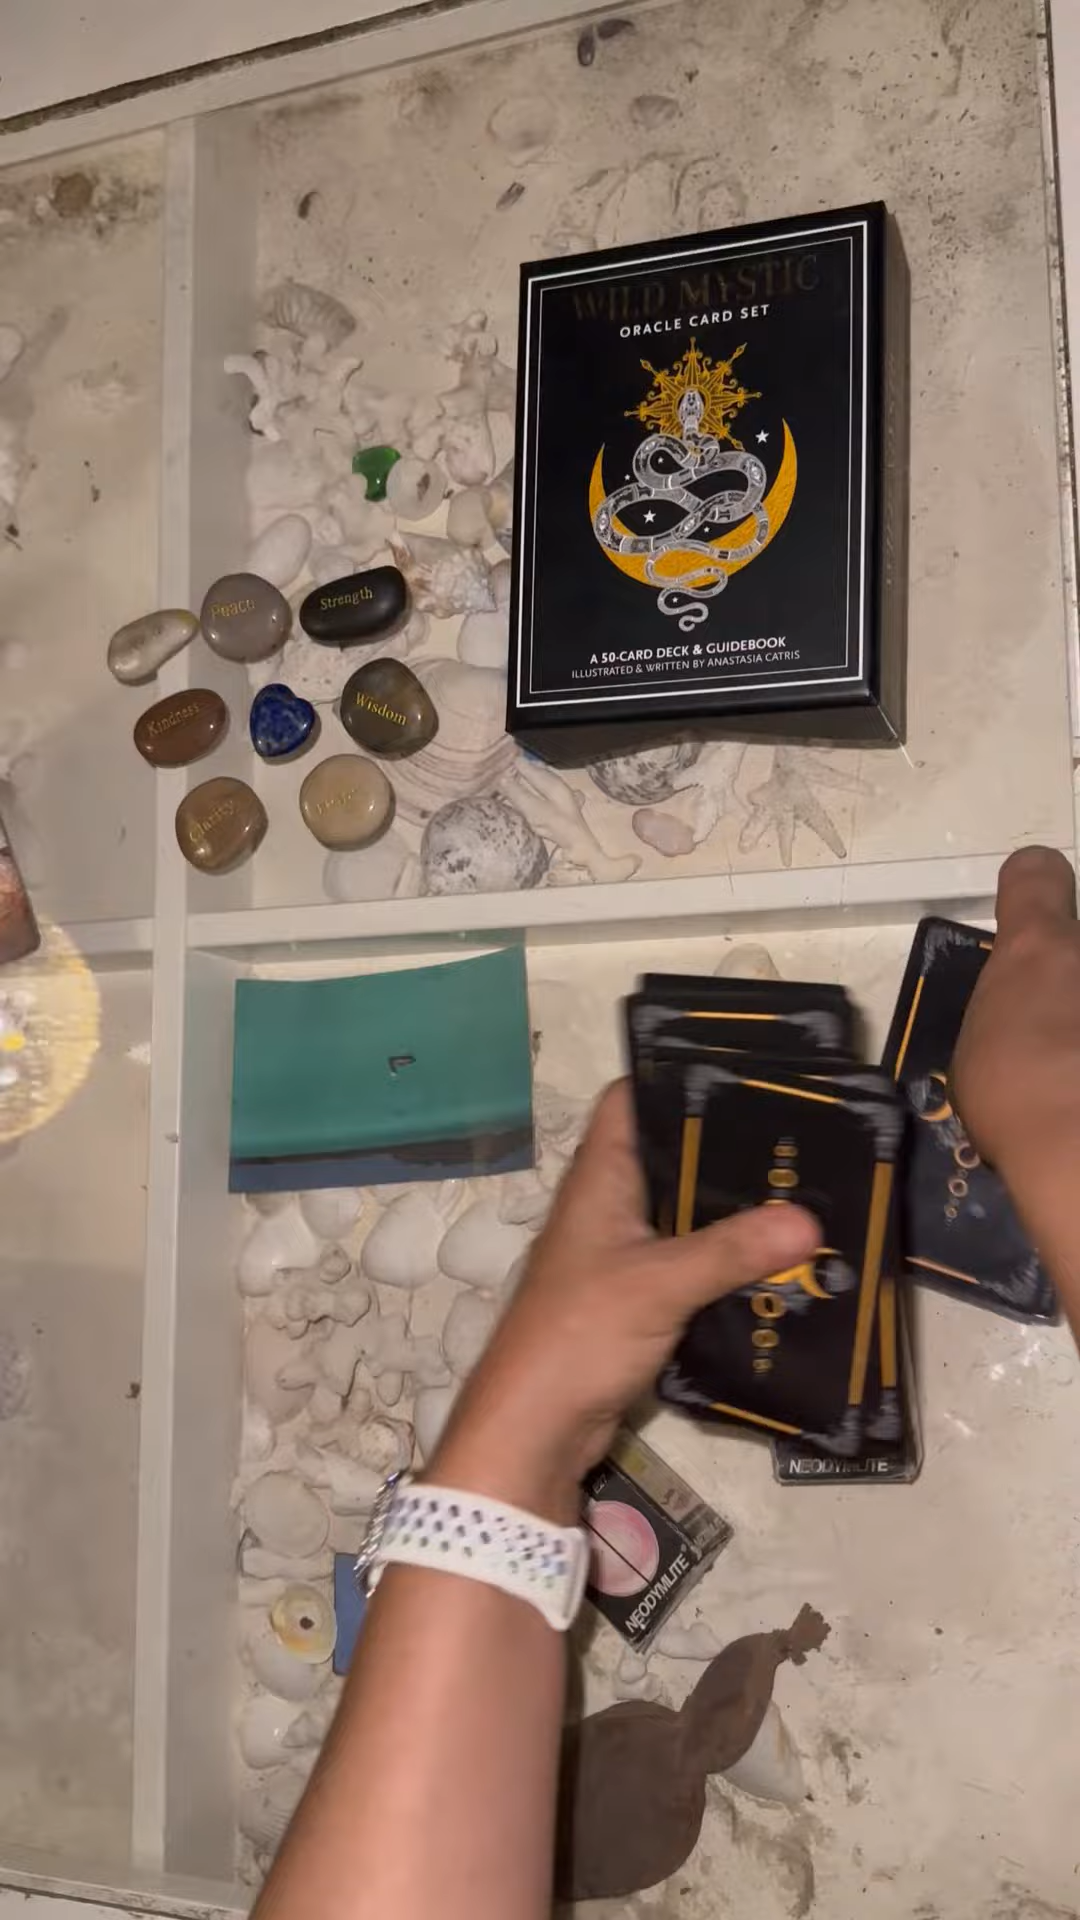 WILD MYSTIC
ORACLE CARD SET
A 50-CARD DECK & GUIDEBOOK
ILLUSTRATED & WRITTEN BY ANASTASIA CATRIS
Peace
Strength
Kindness
Wisdom
Clarity
NEODYMLITE
NEODYMLITE